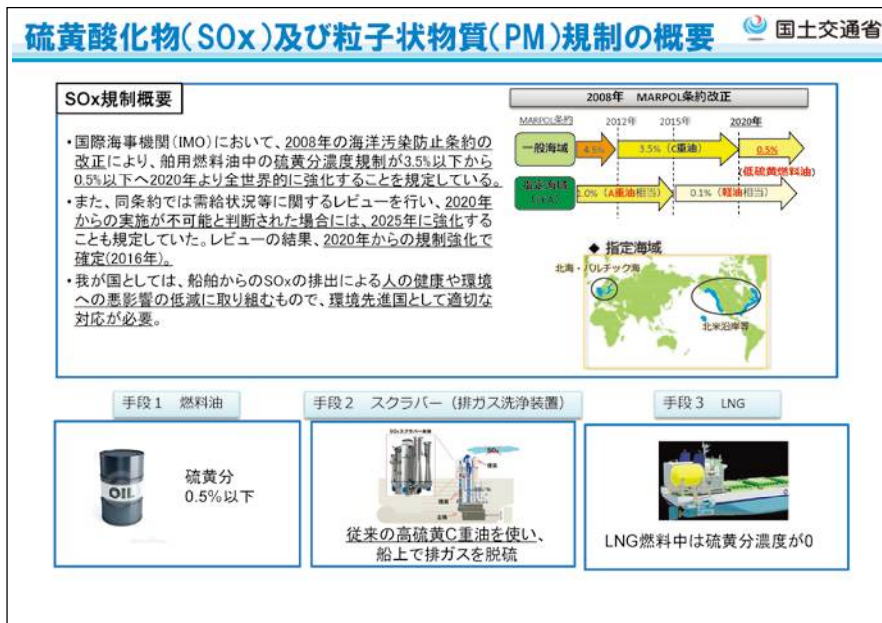 硫黄酸化物(SOx)及び粒子状物質(PM)規制の概要
国土交通省
SOx規制概要
・国際海事機関(IMO)において、2008年の海洋汚染防止条約の
改正により、舶用燃料油中の硫黄分濃度規制が3.5%以下から
0.5%以下へ2020年より全世界的に強化することを規定している。
・また、同条約では需給状況等に関するレビューを行い、2020年
からの実施が不可能と判断された場合には、2025年に強化する
ことも規定していた。レビューの結果、2020年からの規制強化で
確定(2016年)。
・我が国としては、船舶からのSOxの排出による人の健康や環境
への悪影響の低減に取り組むもので、環境先進国として適切な
対応が必要。
2008年 MARPOL条約改正
MARPOL条約 2012年 2015年 2020年
一般海域 4.5% 3.5%(C重油) 0.5%
(低硫黄燃料油)
指定海域 1.0%(A重油相当) 0.1%(軽油相当)
◆ 指定海域
北海・バルチック海
北米沿岸等
手段1 燃料油
OIL
硫黄分
0.5%以下
手段2 スクラバー(排ガス洗浄装置)
SOx
従来の高硫黄C重油を使い、
船上で排ガスを脱硫
手段3 LNG
LNG燃料中は硫黄分濃度が0